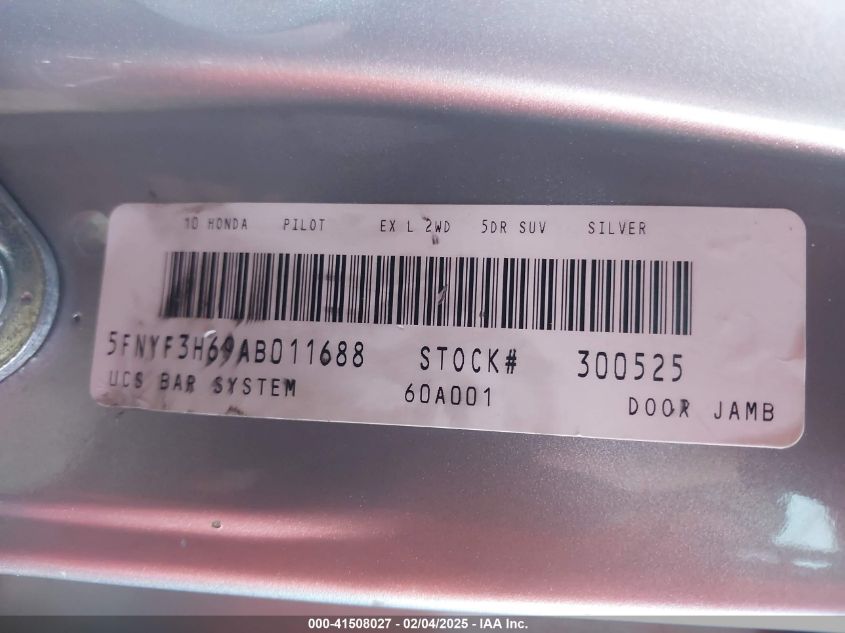 10 HONDA PILOT EX L 2WD 5DR SUV SILVER
5FNYF3H69AB011688 STOCK# 300525
UCS BAR SYSTEM 60A001 DOOR JAMB
000-41508027 - 02/04/2025 - IAA Inc.